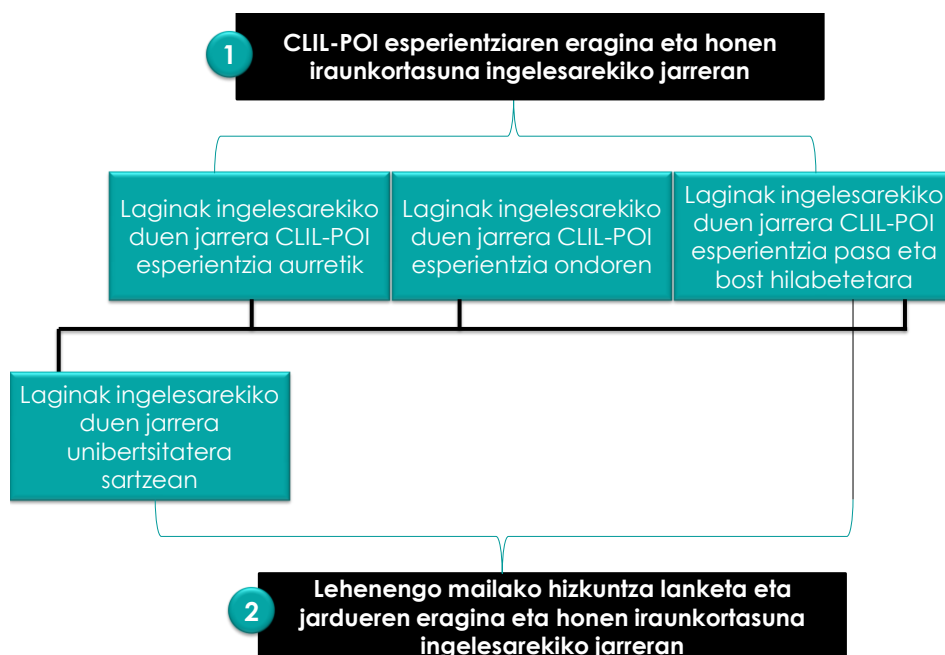 1
CLIL-POI esperientziaren eragina eta honen
iraunkortasuna ingelesarekiko jarreran
Laginak ingelesarekiko
duen jarrera CLIL-POI
esperientzia aurretik
Laginak ingelesarekiko
duen jarrera CLIL-POI
esperientzia ondoren
Laginak ingelesarekiko
duen jarrera CLIL-POI
esperientzia pasa eta
bost hilabetetara
Laginak ingelesarekiko
duen jarrera
unibertsitatera
sartzean
2
Lehenengo mailako hizkuntza lanketa eta
jardueren eragina eta honen iraunkortasuna
ingelesarekiko jarreran